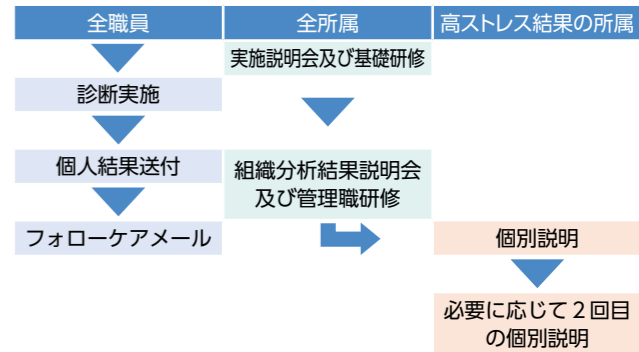 全職員
全所属
高ストレス結果の所属
実施説明会及び基礎研修
診断実施
個人結果送付
組織分析結果説明会
及び管理職研修
フォローケアメール
個別説明
必要に応じて２回目
の個別説明